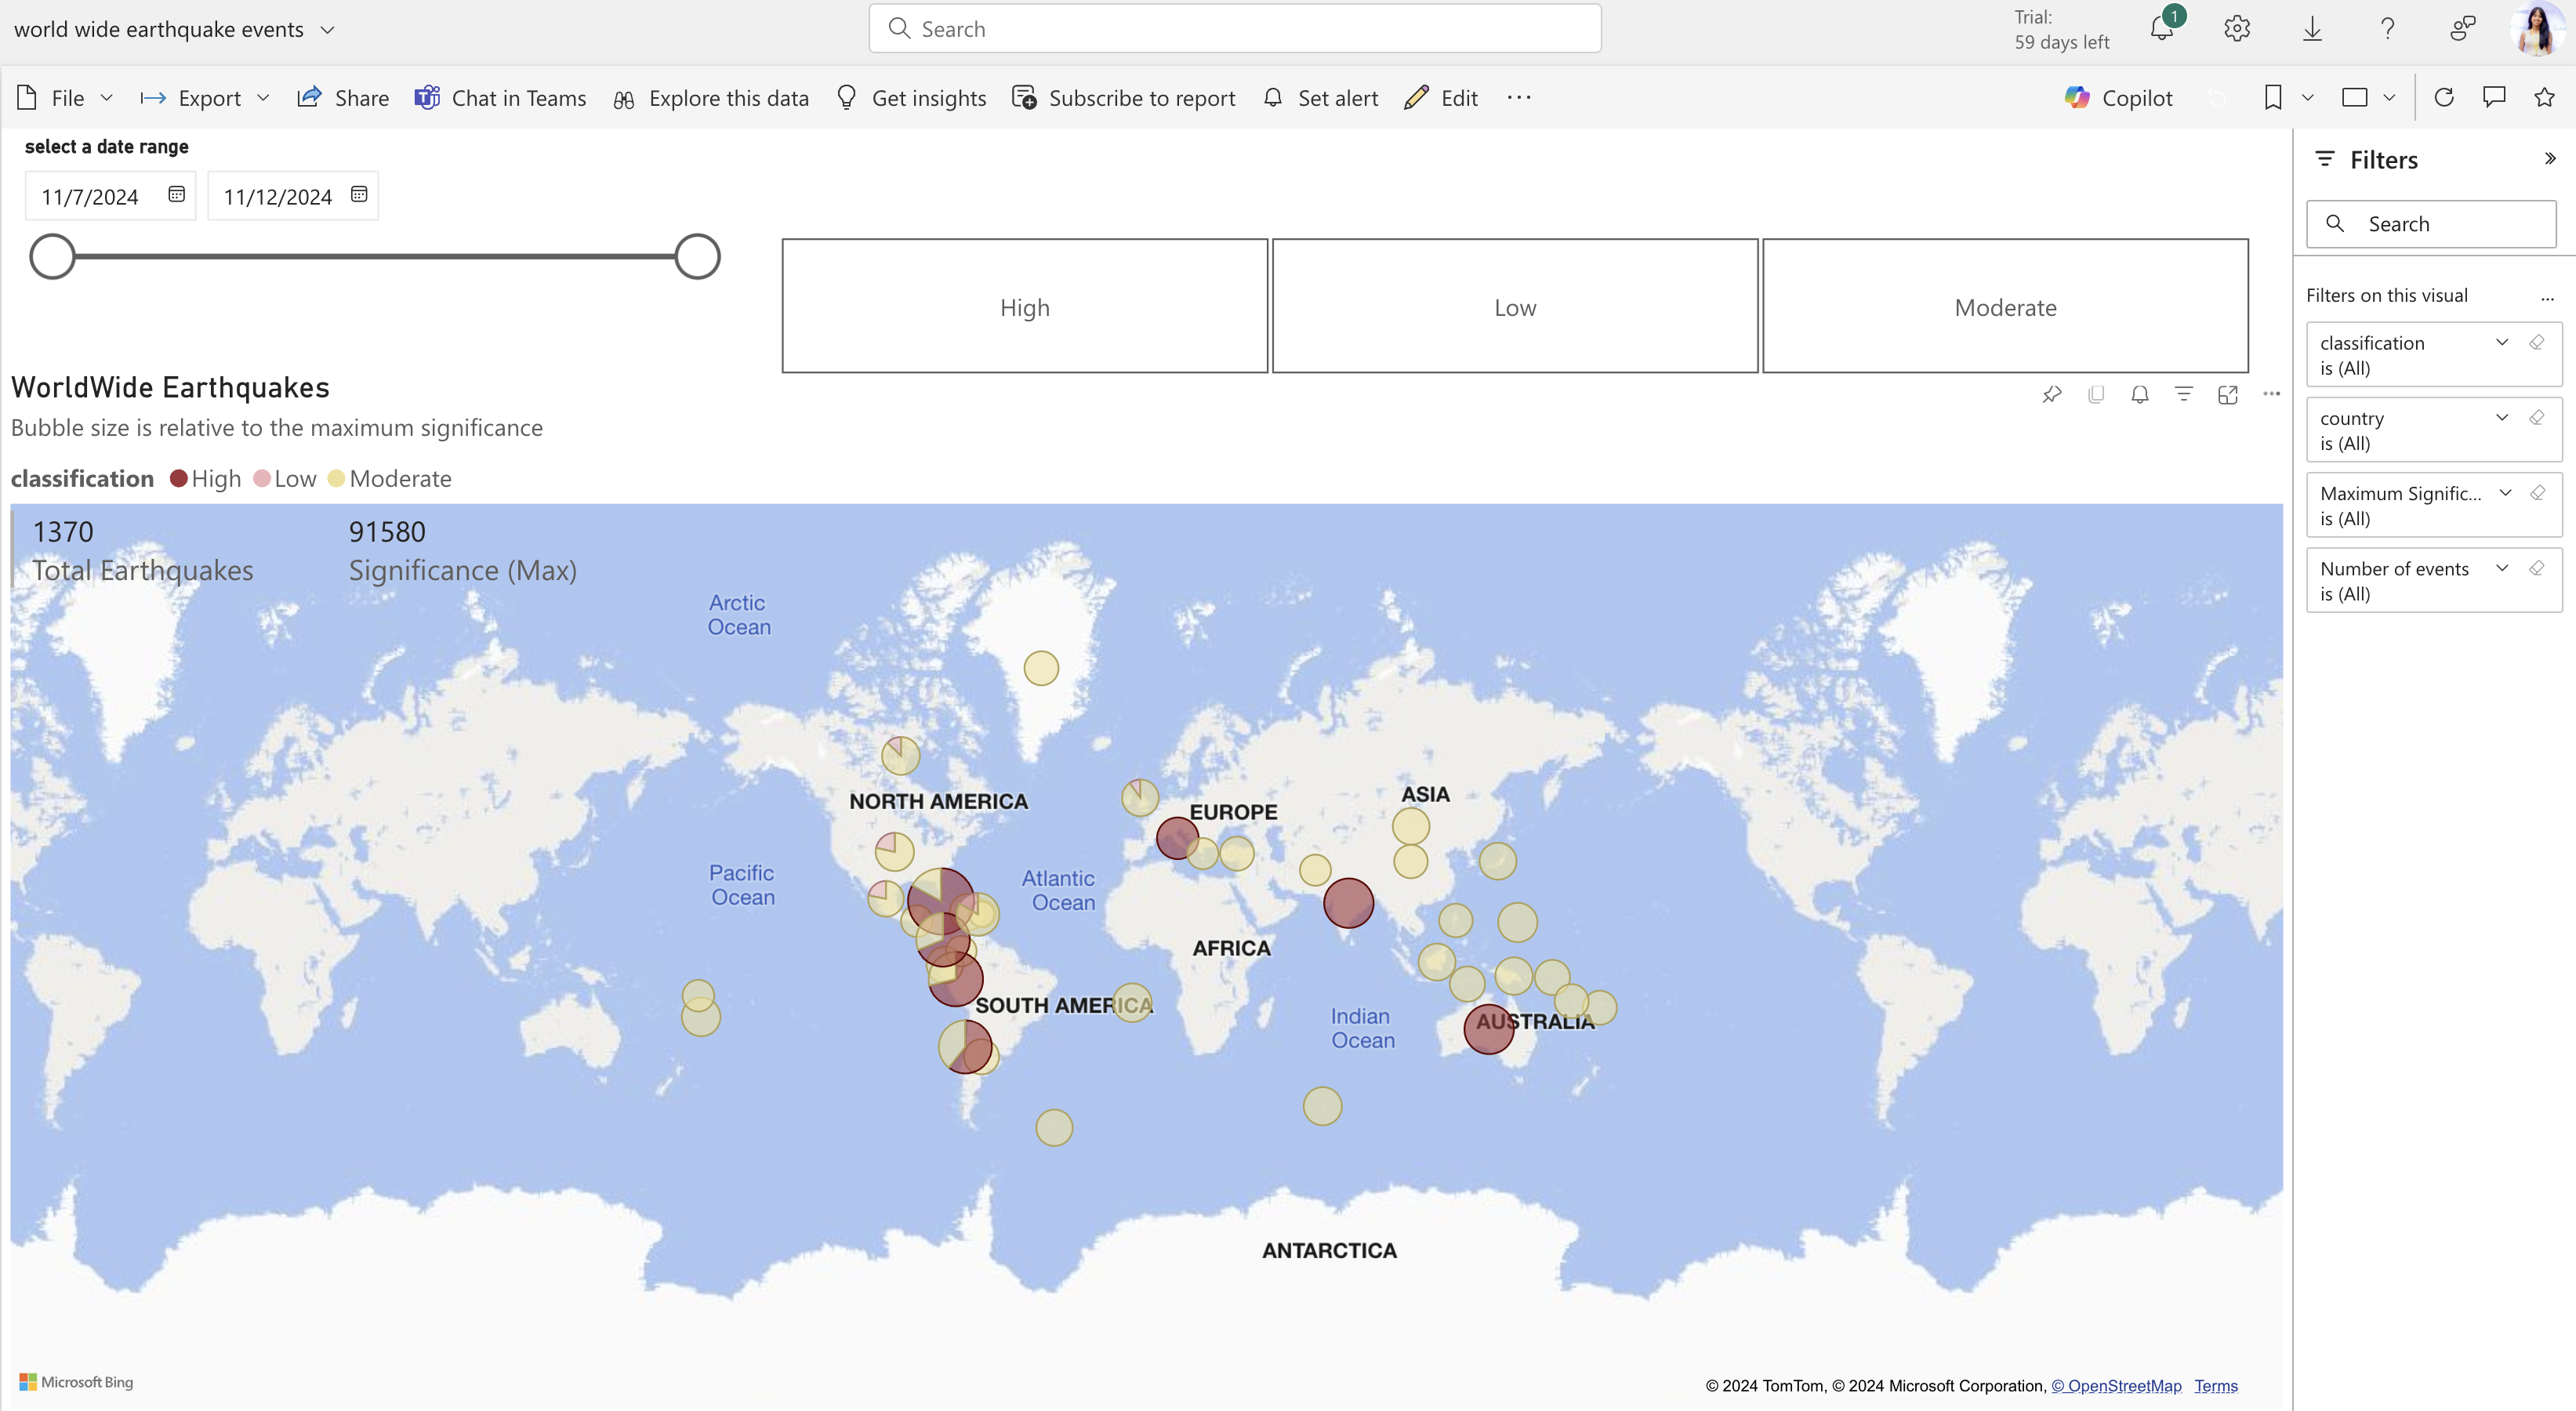 world wide earthquake events
Search
Trial:
59 days left
1
File
Export
Share
Chat in Teams
Explore this data
Get insights
Subscribe to report
Set alert
Edit
Copilot
select a date range
11/7/2024
11/12/2024
High
Low
Moderate
WorldWide Earthquakes
Bubble size is relative to the maximum significance
classification High Low Moderate
1370
Total Earthquakes
91580
Significance (Max)
Arctic
Ocean
NORTH AMERICA
EUROPE
ASIA
Pacific
Ocean
Atlantic
Ocean
AFRICA
SOUTH AMERICA
Indian
Ocean
AUSTRALIA
ANTARCTICA
Microsoft Bing
© 2024 TomTom, © 2024 Microsoft Corporation, © OpenStreetMap Terms
Filters
Search
Filters on this visual
classification
is (All)
country
is (All)
Maximum Signific...
is (All)
Number of events
is (All)